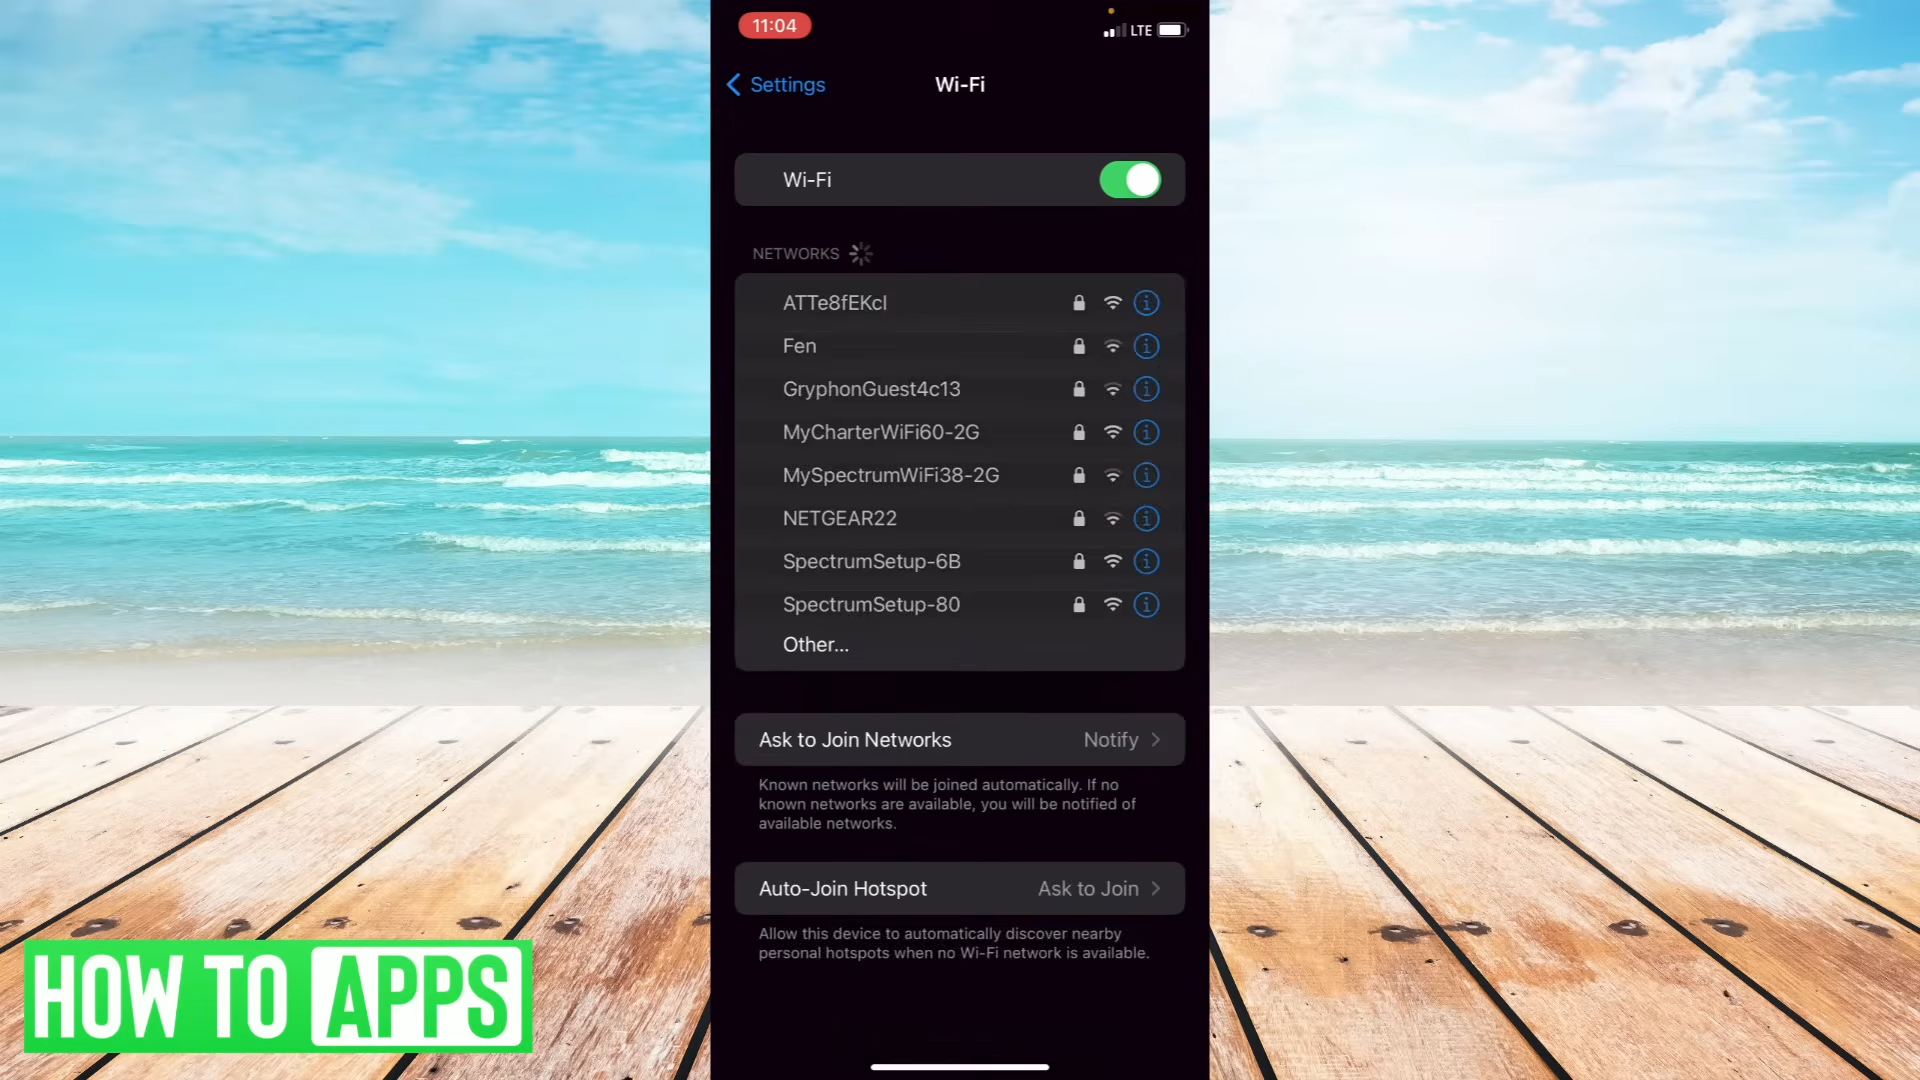 11:04
LTE
Settings
Wi-Fi
Wi-Fi
NETWORKS
ATTe8fEKcI
Fen
GryphonGuest4c13
MyCharterWiFi60-2G
MySpectrumWiFi38-2G
NETGEAR22
SpectrumSetup-6B
SpectrumSetup-80
Other...
Ask to Join Networks Notify
Known networks will be joined automatically. If no
known networks are available, you will be notified of
available networks.
Auto-Join Hotspot Ask to Join
Allow this device to automatically discover nearby
personal hotspots when no Wi-Fi network is available.
HOW TO APPS